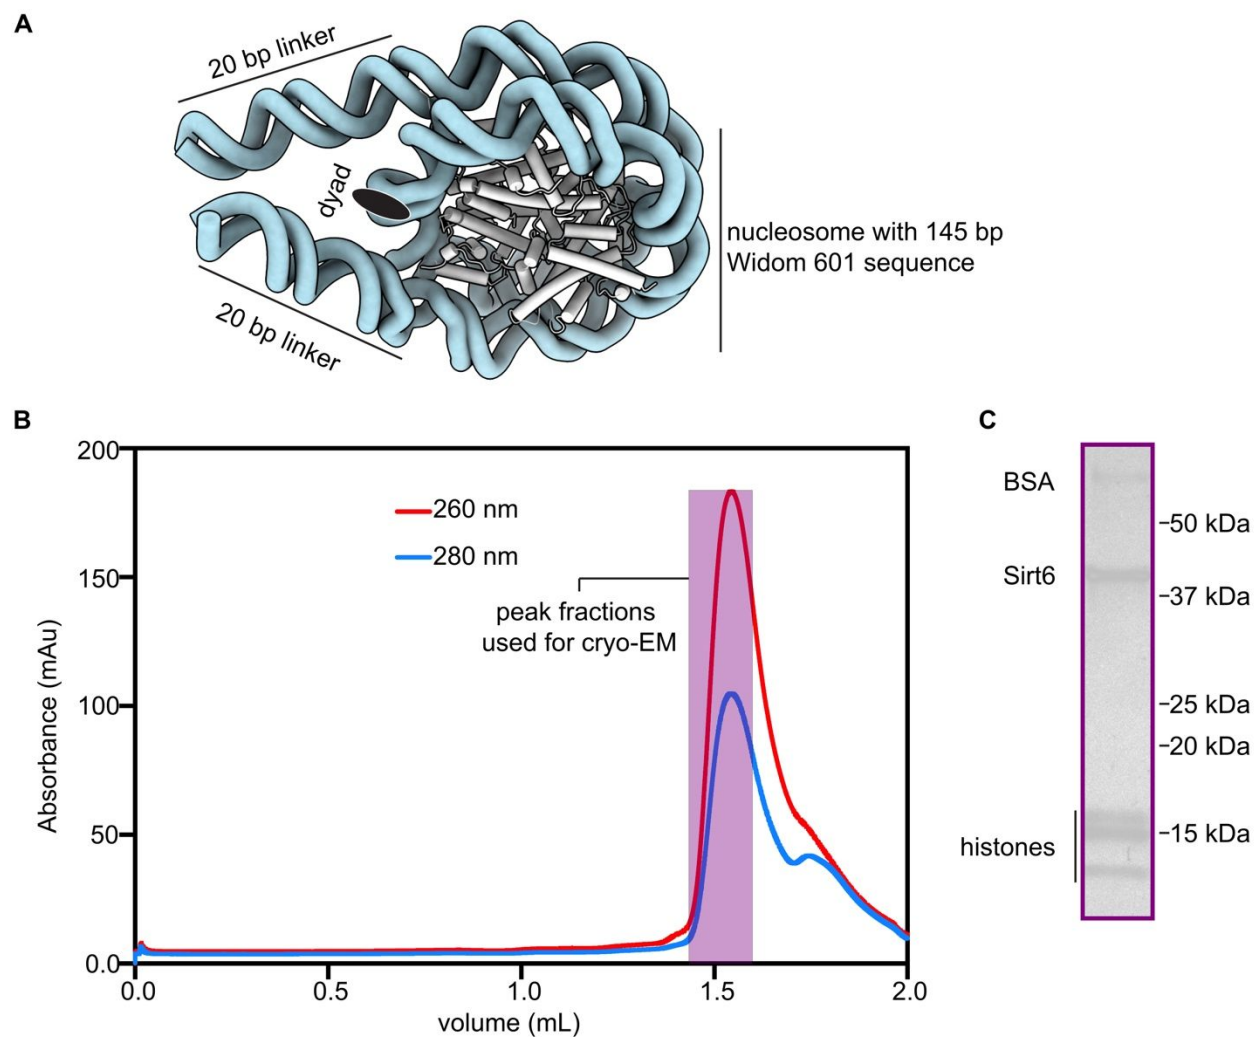 A
20 bp linker
dyad
20 bp linker
nucleosome with 145 bp
Widom 601 sequence
B
200
150
100
50
0.0
Absorbance (mAu)
260 nm
280 nm
peak fractions
used for cryo-EM
0.0
0.5
1.0
1.5
2.0
volume (mL)
C
BSA
Sirt6
histones
50 kDa
37 kDa
25 kDa
20 kDa
15 kDa